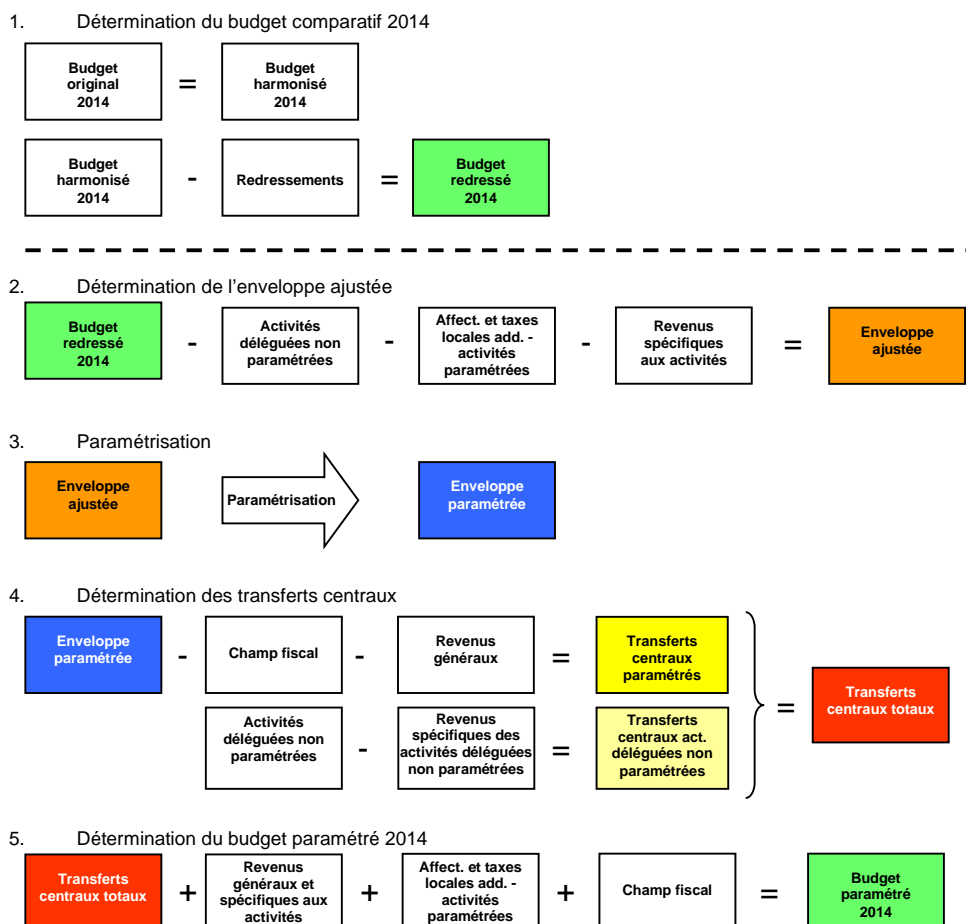 1. Détermination du budget comparatif 2014
Budget
original
2014
=
Budget
harmonisé
2014
Budget
harmonisé
2014
-
Redressements
=
Budget
redressé
2014
2. Détermination de l'enveloppe ajustée
Budget
redressé
2014
-
Activités
déléguées non
paramétrées
-
Affect. et taxes
locales add. -
activités
paramétrées
-
Revenus
spécifiques
aux activités
=
Enveloppe
ajustée
3. Paramétrisation
Enveloppe
ajustée
Paramétrisation
Enveloppe
paramétrée
4. Détermination des transferts centraux
Enveloppe
paramétrée
-
Champ fiscal
-
Revenus
généraux
=
Transferts
centraux
paramétrés
Activités
déléguées non
paramétrées
-
Revenus
spécifiques des
activités déléguées
non paramétrées
=
Transferts
centraux act.
déléguées non
paramétrées
=
Transferts
centraux totaux
5. Détermination du budget paramétré 2014
Transferts
centraux totaux
+
Revenus
généraux et
spécifiques aux
activités
+
Affect. et taxes
locales add. -
activités
paramétrées
+
Champ fiscal
=
Budget
paramétré
2014